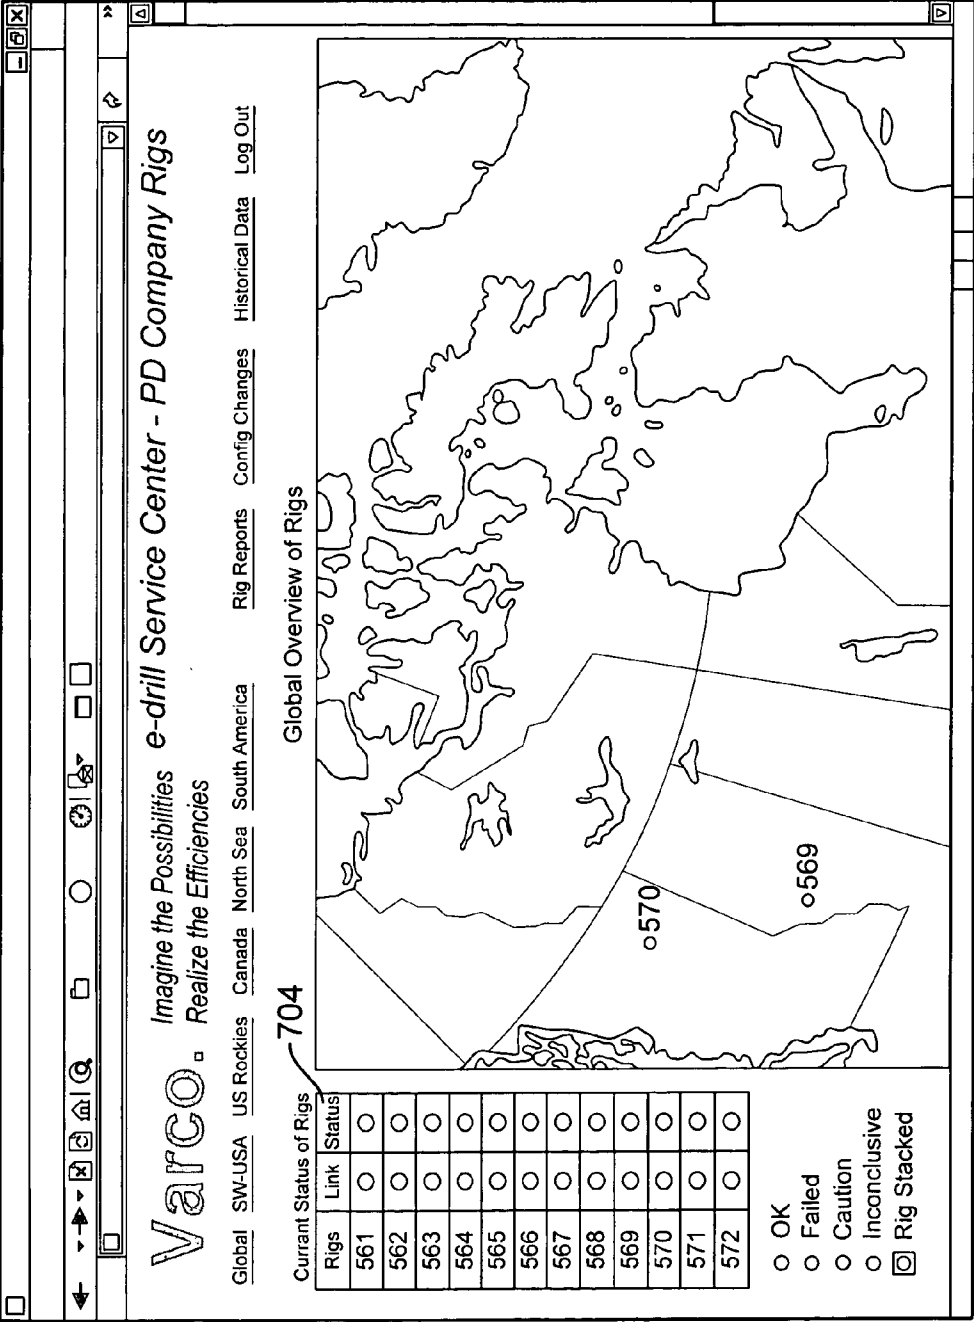 Varco.
Imagine the Possibilities
Realize the Efficiencies
e-drill Service Center - PD Company Rigs
Global SW-USA US Rockies Canada North Sea South America Rig Reports Config Changes Historical Data Log Out
704
Global Overview of Rigs
Currant Status of Rigs
Rigs Link Status
561
562
563
564
565
566
567
568
569
570
571
572
OK
Failed
Caution
Inconclusive
Rig Stacked
570
569